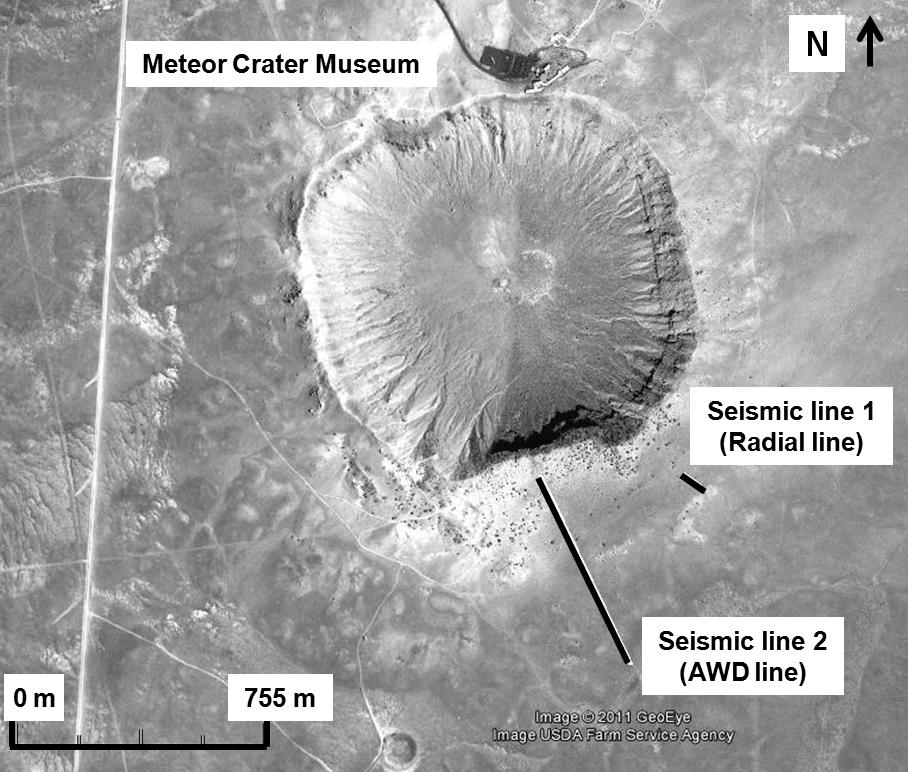 Meteor Crater Museum
N
Seismic line 1
(Radial line)
Seismic line 2
(AWD line)
0 m
755 m
Image © 2011 GeoEye
Image USDA Farm Service Agency